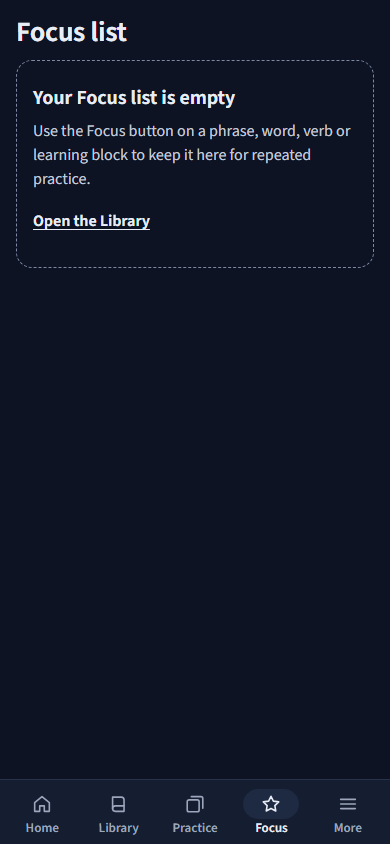 Focus list
Your Focus list is empty
Use the Focus button on a phrase, word, verb or
learning block to keep it here for repeated
practice.
Open the Library
Home
Library
Practice
Focus
More